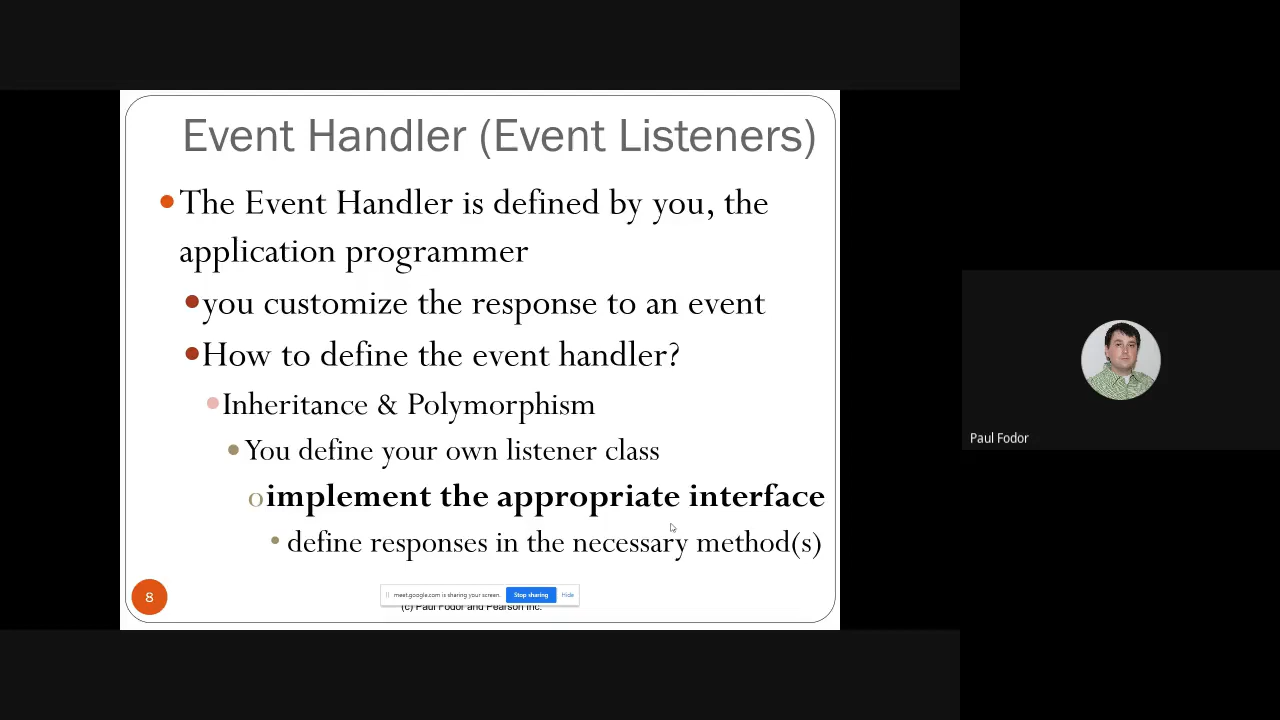 Event Handler (Event Listeners)
The Event Handler is defined by you, the
application programmer
you customize the response to an event
How to define the event handler?
Inheritance & Polymorphism
You define your own listener class
implement the appropriate interface
define responses in the necessary method(s)
8
meet.google.com is sharing your screen. Stop sharing Hide
(c) Paul Fodor and Pearson Inc.
Paul Fodor